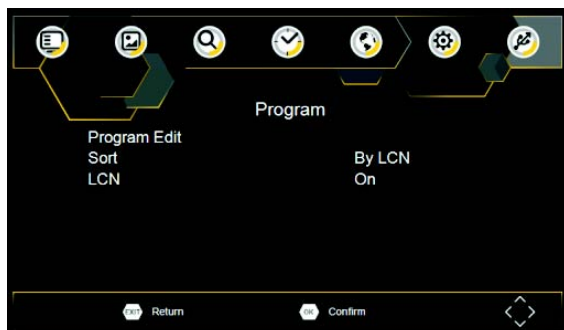 Program
Program Edit
Sort By LCN
LCN On
EXIT Return OK Confirm